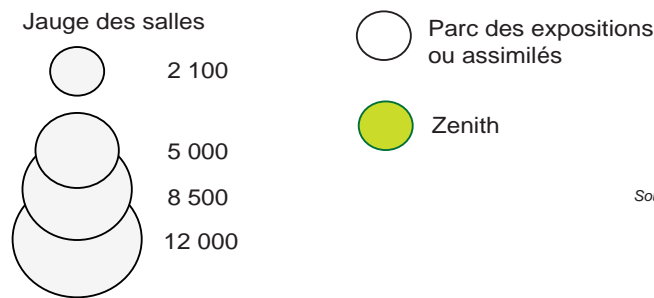 Jauge des salles
2 100
5 000
8 500
12 000
Parc des expositions
ou assimilés
Zenith